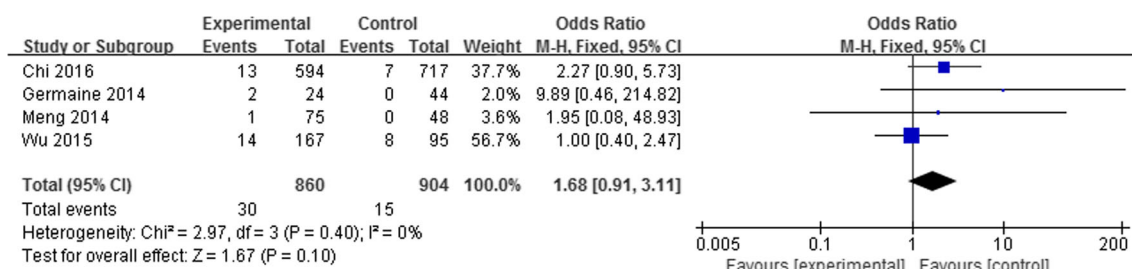 Experimental Control Odds Ratio Odds Ratio
Study or Subgroup Events Total Events Total Weight M-H, Fixed, 95% CI M-H, Fixed, 95% CI
Chi 2016 13 594 7 717 37.7% 2.27 [0.90, 5.73]
Germaine 2014 2 24 0 44 2.0% 9.89 [0.46, 214.82]
Meng 2014 1 75 0 48 3.6% 1.95 [0.08, 48.93]
Wu 2015 14 167 8 95 56.7% 1.00 [0.40, 2.47]
Total (95% CI) 860 904 100.0% 1.68 [0.91, 3.11]
Total events 30 15
Heterogeneity: Chi² = 2.97, df = 3 (P = 0.40); I² = 0%
Test for overall effect: Z = 1.67 (P = 0.10)
0.005 0.1 1 10 200
Favours [experimental] Favours [control]